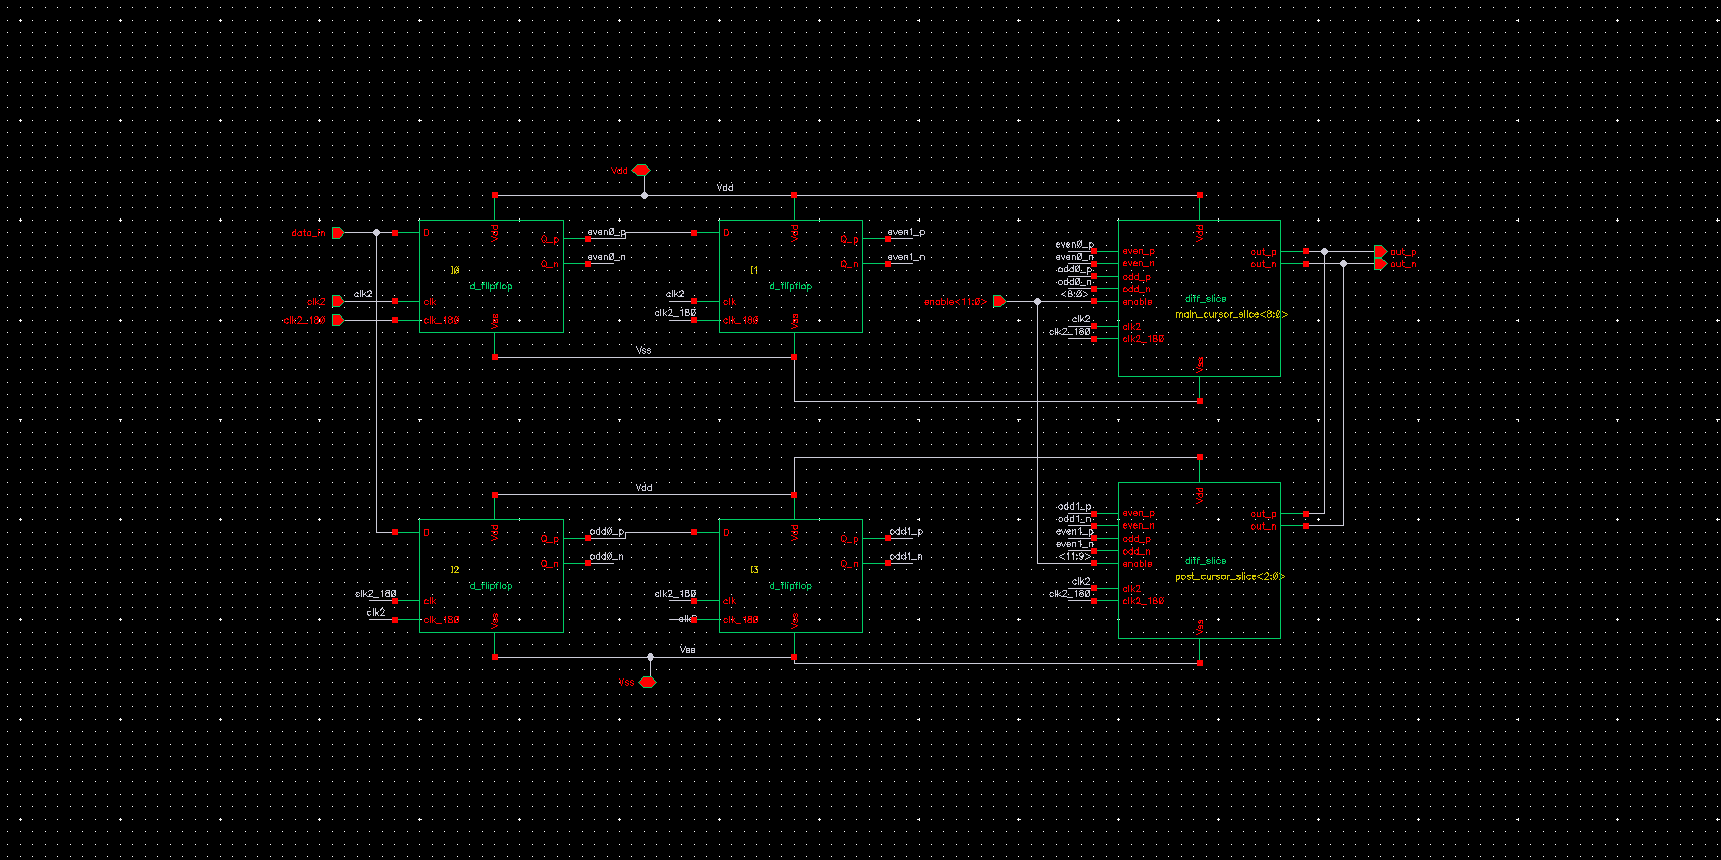 Vdd
Vdd
data_in
D
Vdd
Q_p
even0_p
D
Vdd
Q_p
even1_p
Vdd
Q_n
even0_n
Q_n
even1_n
even0_p
even_p
out_p
out_p
even0_n
even_n
out_n
out_n
I0
I1
odd0_p
odd_p
d_flipflop
d_flipflop
odd0_n
odd_n
clk2
clk2
clk
clk2
clk
enable<11:0>
<8:0>
enable
diff_slice
clk2_180
clk_180
clk2_180
clk_180
main_cursor_slice<8:0>
Vss
Vss
clk2
clk2
clk2_180
clk2_180
Vss
Vss
Vdd
Vdd
D
Vdd
Q_p
odd0_p
D
Vdd
Q_p
odd1_p
odd1_p
even_p
out_p
odd1_n
even_n
out_n
Q_n
odd0_n
Q_n
odd1_n
even1_p
odd_p
even1_n
odd_n
I2
I3
<11:9>
enable
diff_slice
d_flipflop
d_flipflop
post_cursor_slice<2:0>
clk2_180
clk
clk2_180
clk
clk2
clk2
clk2
clk_180
clk_180
clk2_180
clk2_180
Vss
Vss
Vss
Vss
Vss